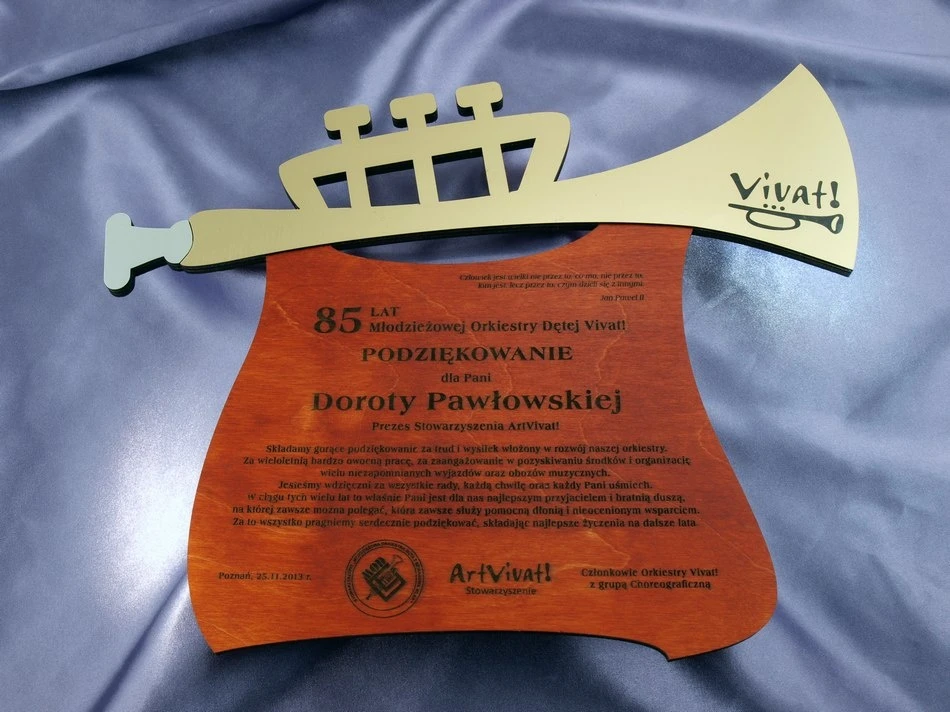 Vivat!
Człowiek jest wielki nie przez to, co ma, nie przez to,
kim jest, lecz przez to, czym dzieli się z innymi.
Jan Paweł II
85 LAT
Młodzieżowej Orkiestry Dętej Vivat!
PODZIĘKOWANIE
dla Pani
Doroty Pawłowskiej
Prezes Stowarzyszenia ArtVivat!
Składamy gorące podziękowanie za trud i wysiłek włożony w rozwój naszej orkiestry.
Za wieloletnią bardzo owocną pracę, za zaangażowanie w pozyskiwaniu środków i organizację
wielu niezapomnianych wyjazdów oraz obozów muzycznych.
Jesteśmy wdzięczni za wszystkie rady, każdą chwilę oraz każdy Pani uśmiech.
W ciągu tych wielu lat to właśnie Pani jest dla nas najlepszym przyjacielem i bratnią duszą,
na której zawsze można polegać, która zawsze służy pomocną dłonią i nieocenionym wsparciem.
Za to wszystko pragniemy serdecznie podziękować, składając najlepsze życzenia na dalsze lata.
Poznań, 25.11.2013 r.
ArtVivat!
Stowarzyszenie
Członkowie Orkiestry Vivat!
z grupą Choreograficzną